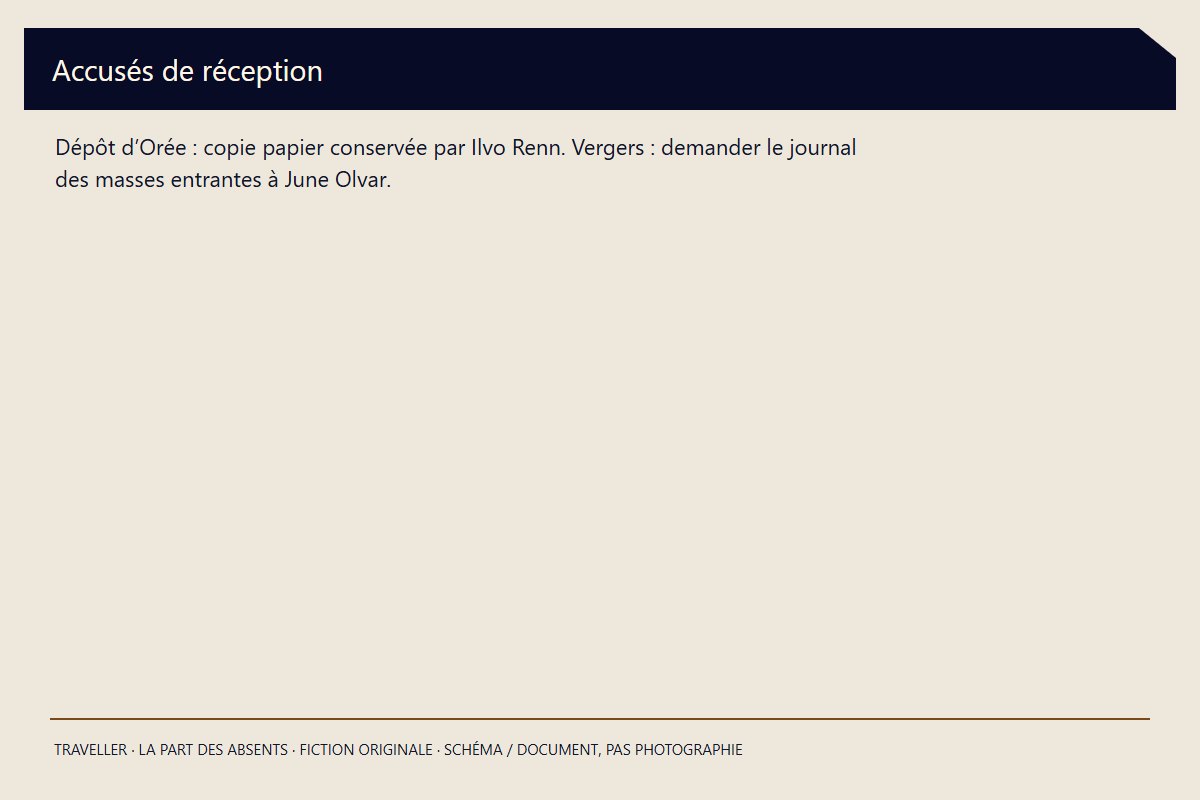 Accusés de réception
Dépôt d’Orée : copie papier conservée par Ilvo Renn. Vergers : demander le journal
des masses entrantes à June Olvar.
TRAVELLER · LA PART DES ABSENTS · FICTION ORIGINALE · SCHÉMA / DOCUMENT, PAS PHOTOGRAPHIE